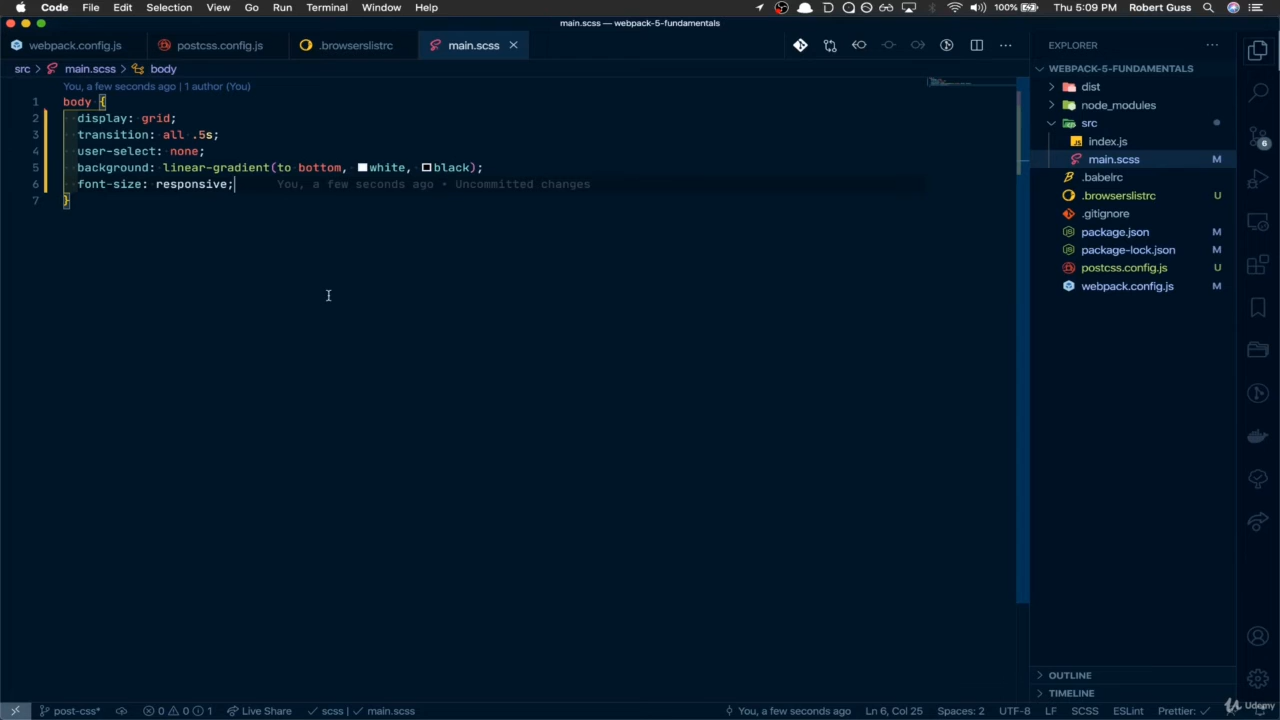 Code File Edit Selection View Go Run Terminal Window Help 100% Thu 5:09 PM Robert Guss
main.scss — webpack-5-fundamentals
webpack.config.js postcss.config.js .browserslistrc main.scss
EXPLORER
src > main.scss > body
WEBPACK-5-FUNDAMENTALS
You, a few seconds ago | 1 author (You)
dist
1 body {
node_modules
2 display: grid;
src
3 transition: all .5s;
index.js
4 user-select: none;
main.scss M
5 background: linear-gradient(to bottom, white, black);
.babelrc
6 font-size: responsive; You, a few seconds ago • Uncommitted changes
.browserslistrc U
7 }
.gitignore
package.json M
package-lock.json M
postcss.config.js U
webpack.config.js M
6
OUTLINE
TIMELINE
post-css* 0 0 1 Live Share scss | main.scss You, a few seconds ago Ln 6, Col 25 Spaces: 2 UTF-8 LF SCSS ESLint Prettier: ✓
Udemy